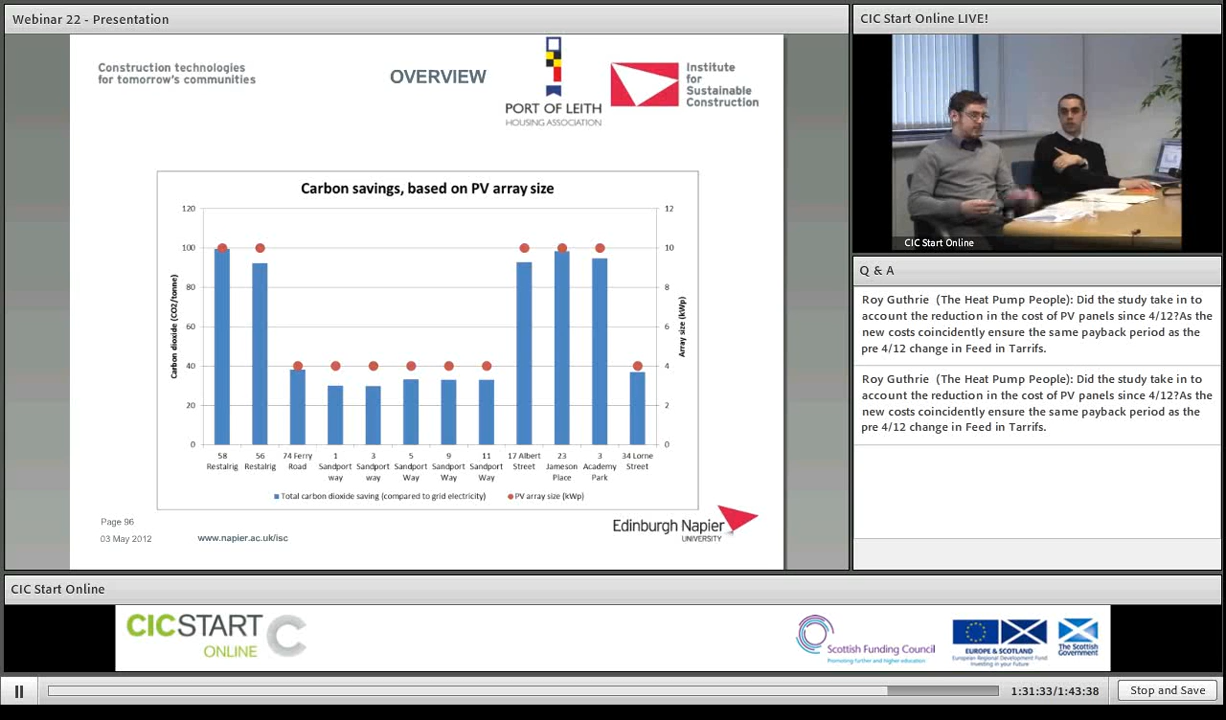 Webinar 22 - Presentation
Construction technologies
for tomorrow's communities
OVERVIEW
PORT OF LEITH
HOUSING ASSOCIATION
Institute
for
Sustainable
Construction
Carbon savings, based on PV array size
120
100
80
60
40
20
0
Carbon dioxide (CO2/tonne)
12
10
8
6
4
2
0
Array size (kWp)
58
Restalrig
56
Restalrig
74 Ferry
Road
1
Sandport
way
3
Sandport
way
5
Sandport
Way
9
Sandport
Way
11
Sandport
Way
17 Albert
Street
23
Jameson
Place
3
Academy
Park
34 Lorne
Street
Total carbon dioxide saving (compared to grid electricity)
PV array size (kWp)
Page 96
03 May 2012
www.napier.ac.uk/isc
Edinburgh Napier
UNIVERSITY
CIC Start Online LIVE!
CIC Start Online
Q & A
Roy Guthrie (The Heat Pump People): Did the study take in to
account the reduction in the cost of PV panels since 4/12?As the
new costs coincidently ensure the same payback period as the
pre 4/12 change in Feed in Tarrifs.
Roy Guthrie (The Heat Pump People): Did the study take in to
account the reduction in the cost of PV panels since 4/12?As the
new costs coincidently ensure the same payback period as the
pre 4/12 change in Feed in Tarrifs.
CIC Start Online
CICSTART
ONLINE
Scottish Funding Council
Promoting further and higher education
EUROPE & SCOTLAND
European Regional Development Fund
Investing in your Future
The Scottish
Government
1:31:33/1:43:38
Stop and Save